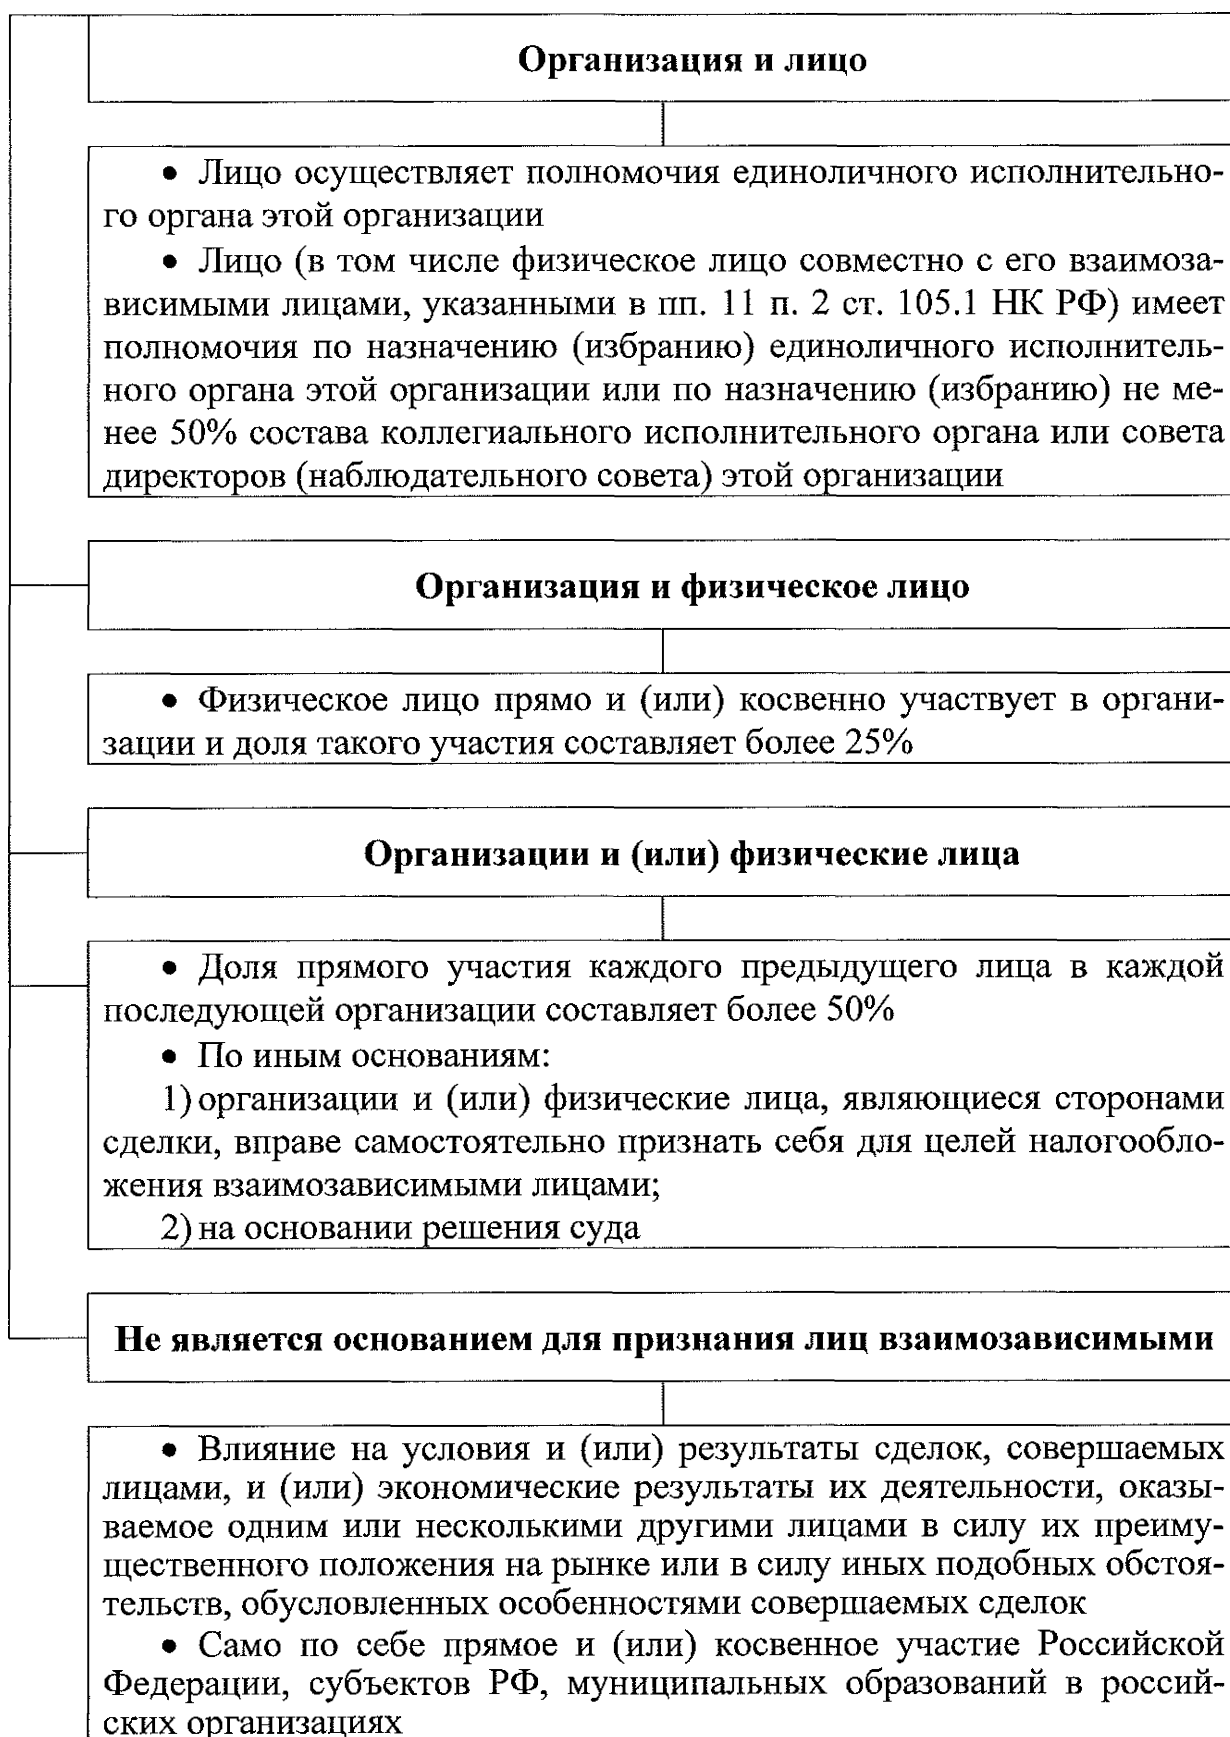 Организация и лицо
• Лицо осуществляет полномочия единоличного исполнительно-
го органа этой организации
• Лицо (в том числе физическое лицо совместно с его взаимоза-
висимыми лицами, указанными в пп. 11 п. 2 ст. 105.1 НК РФ) имеет
полномочия по назначению (избранию) единоличного исполнитель-
ного органа этой организации или по назначению (избранию) не ме-
нее 50% состава коллегиального исполнительного органа или совета
директоров (наблюдательного совета) этой организации
Организация и физическое лицо
• Физическое лицо прямо и (или) косвенно участвует в органи-
зации и доля такого участия составляет более 25%
Организации и (или) физические лица
• Доля прямого участия каждого предыдущего лица в каждой
последующей организации составляет более 50%
• По иным основаниям:
1) организации и (или) физические лица, являющиеся сторонами
сделки, вправе самостоятельно признать себя для целей налогообло-
жения взаимозависимыми лицами;
2) на основании решения суда
Не является основанием для признания лиц взаимозависимыми
• Влияние на условия и (или) результаты сделок, совершаемых
лицами, и (или) экономические результаты их деятельности, оказы-
ваемое одним или несколькими другими лицами в силу их преиму-
щественного положения на рынке или в силу иных подобных обстоя-
тельств, обусловленных особенностями совершаемых сделок
• Само по себе прямое и (или) косвенное участие Российской
Федерации, субъектов РФ, муниципальных образований в россий-
ских организациях